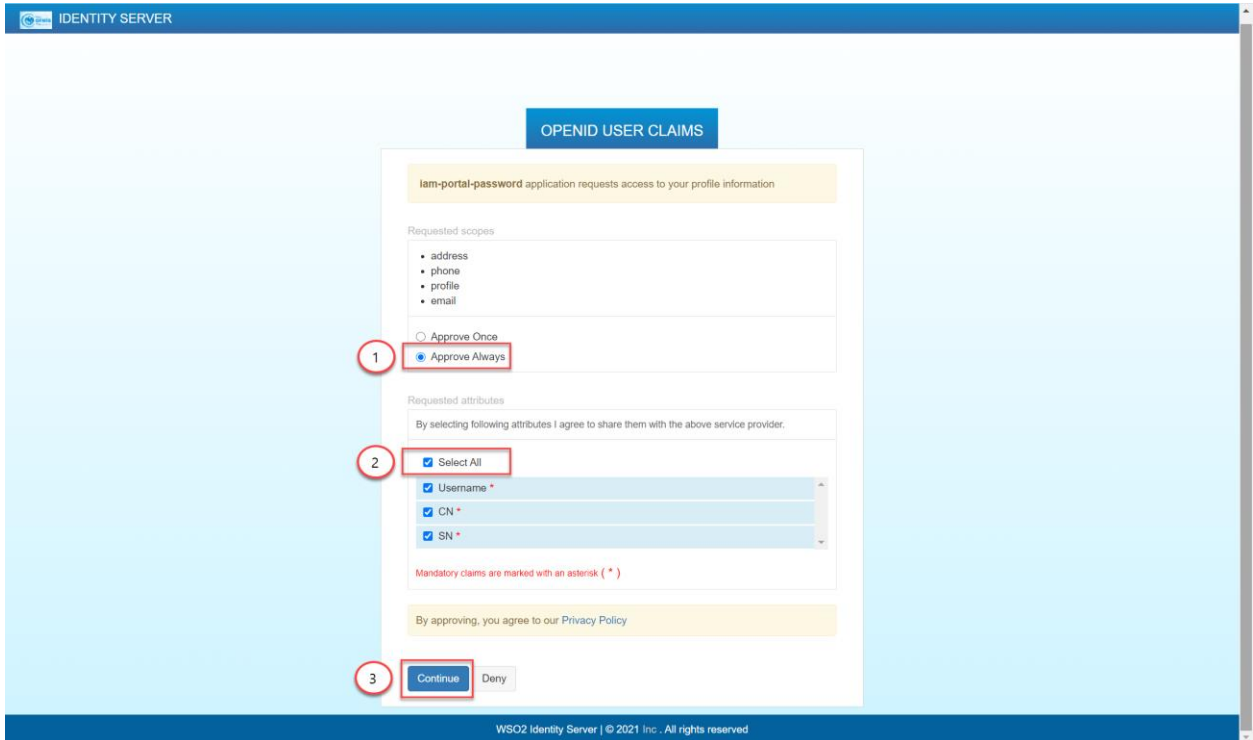 IDENTITY SERVER
OPENID USER CLAIMS
iam-portal-password application requests access to your profile information
Requested scopes
• address
• phone
• profile
• email
Approve Once
1
Approve Always
Requested attributes
By selecting following attributes I agree to share them with the above service provider.
2
Select All
Username *
CN *
SN *
Mandatory claims are marked with an asterisk ( * )
By approving, you agree to our Privacy Policy
3
Continue
Deny
WSO2 Identity Server | © 2021 Inc . All rights reserved